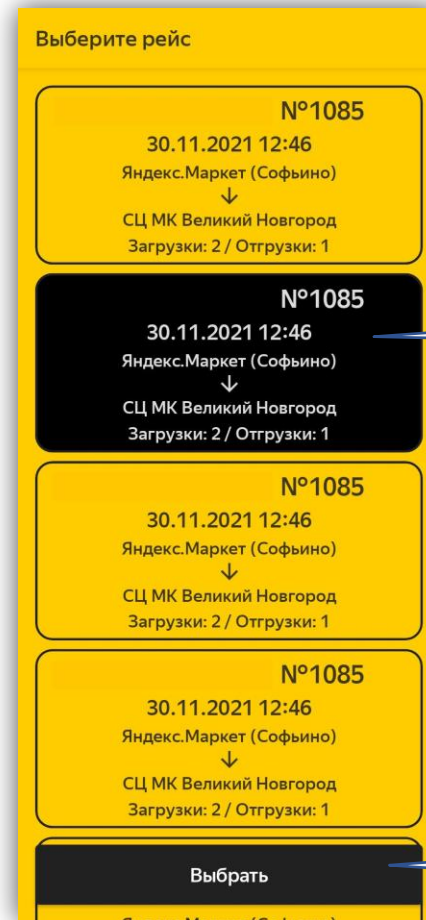 Выберите рейс
№1085
30.11.2021 12:46
Яндекс.Маркет (Софьино)
↓
СЦ МК Великий Новгород
Загрузки: 2 / Отгрузки: 1
№1085
30.11.2021 12:46
Яндекс.Маркет (Софьино)
↓
СЦ МК Великий Новгород
Загрузки: 2 / Отгрузки: 1
№1085
30.11.2021 12:46
Яндекс.Маркет (Софьино)
↓
СЦ МК Великий Новгород
Загрузки: 2 / Отгрузки: 1
№1085
30.11.2021 12:46
Яндекс.Маркет (Софьино)
↓
СЦ МК Великий Новгород
Загрузки: 2 / Отгрузки: 1
Выбрать